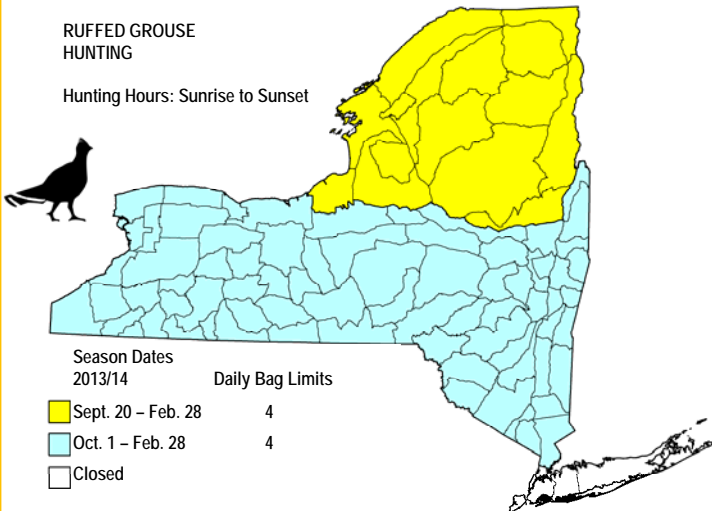 RUFFED GROUSE
HUNTING
Hunting Hours: Sunrise to Sunset
Season Dates
2013/14 Daily Bag Limits
Sept. 20 – Feb. 28 4
Oct. 1 – Feb. 28 4
Closed